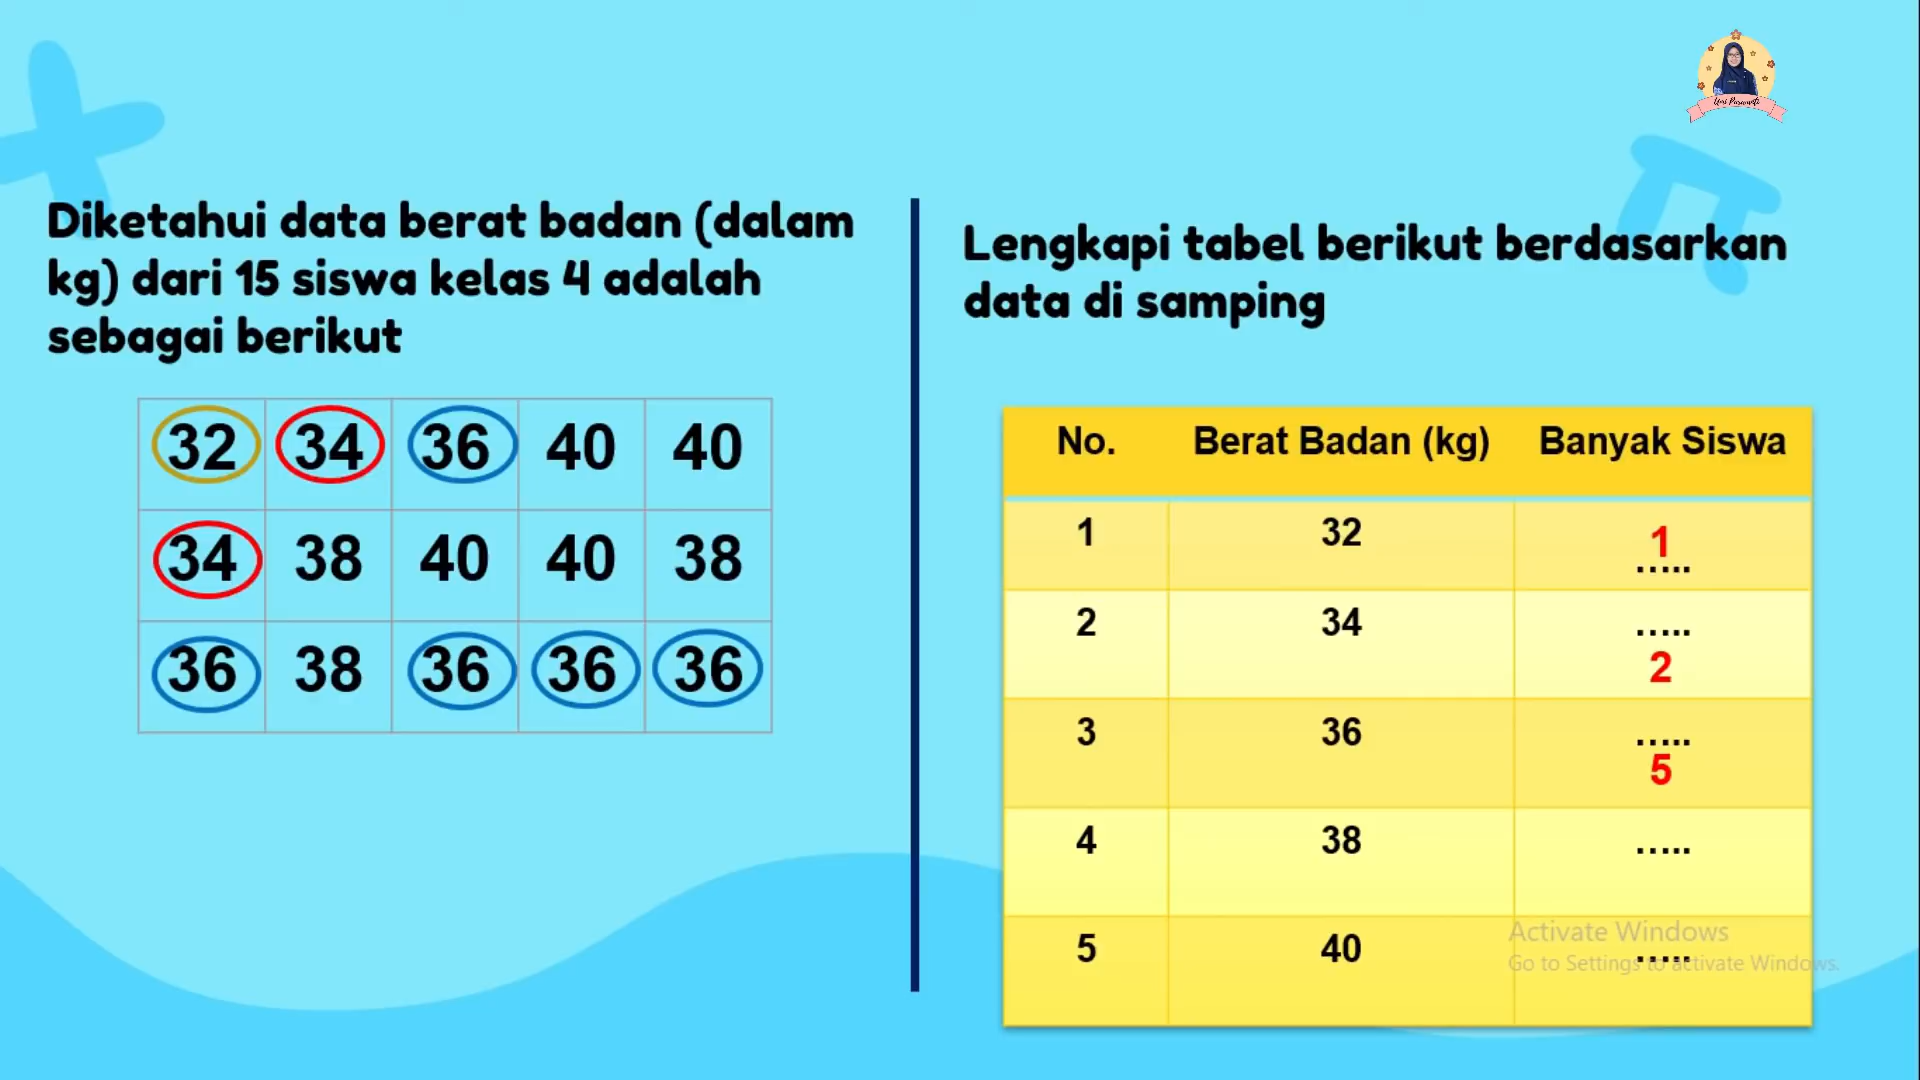 Diketahui data berat badan (dalam
kg) dari 15 siswa kelas 4 adalah
sebagai berikut
32 34 36 40 40
34 38 40 40 38
36 38 36 36 36
Lengkapi tabel berikut berdasarkan
data di samping
No. Berat Badan (kg) Banyak Siswa
1 32 1
…..
2 34 …..
2
3 36 …..
5
4 38 …..
5 40 …..
Activate Windows
Go to Settings to activate Windows.